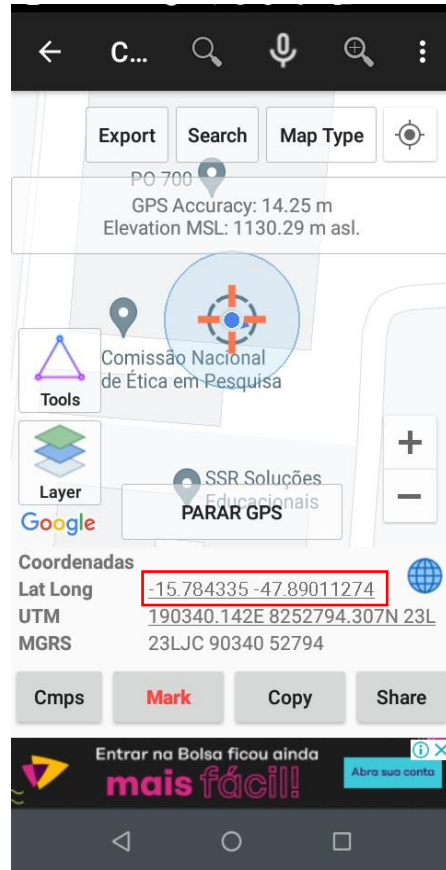 C...
Export Search Map Type
PO 700
GPS Accuracy: 14.25 m
Elevation MSL: 1130.29 m asl.
Comissão Nacional
de Ética em Pesquisa
Tools
Layer
SSR Soluções
Educacionais
PARAR GPS
+
−
Google
Coordenadas
Lat Long -15.784335 -47.89011274
UTM 190340.142E 8252794.307N 23L
MGRS 23LJC 90340 52794
Cmps Mark Copy Share
Entrar na Bolsa ficou ainda
mais fácil!!
Abra sua conta